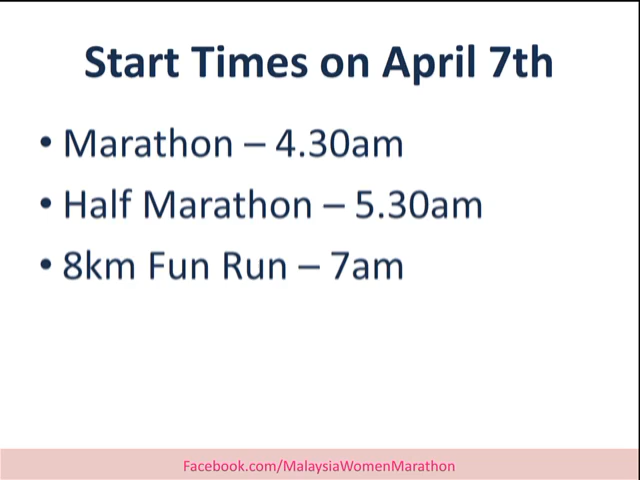 Start Times on April 7th
• Marathon – 4.30am
• Half Marathon – 5.30am
• 8km Fun Run – 7am
Facebook.com/MalaysiaWomenMarathon